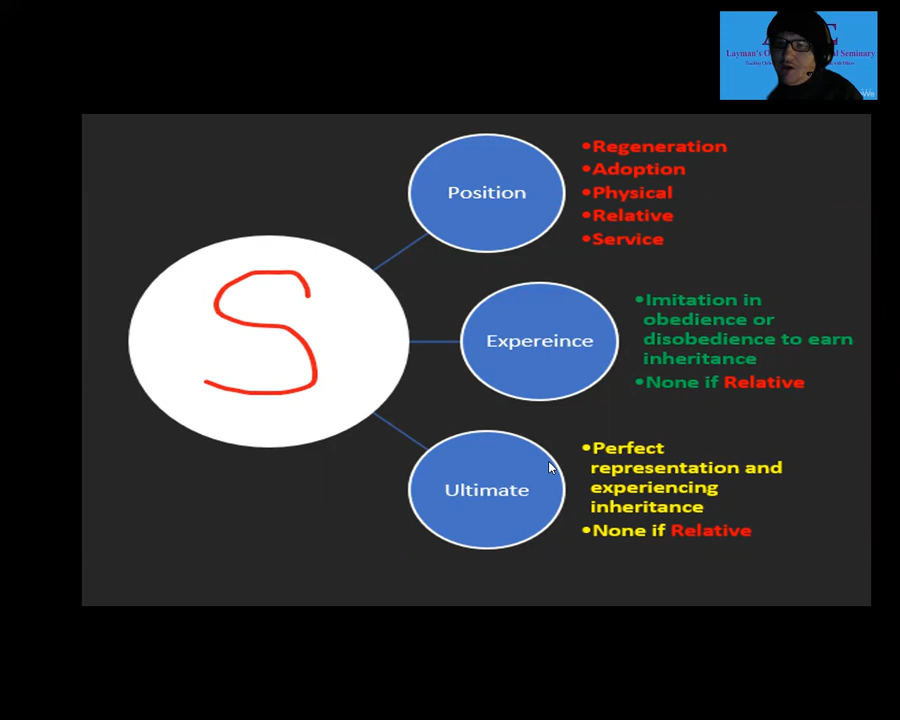 Layman's O
Seminary
S
Position
•Regeneration
•Adoption
•Physical
•Relative
•Service
Expereince
•Imitation in
obedience or
disobedience to earn
inheritance
•None if Relative
Ultimate
•Perfect
representation and
experiencing
inheritance
•None if Relative